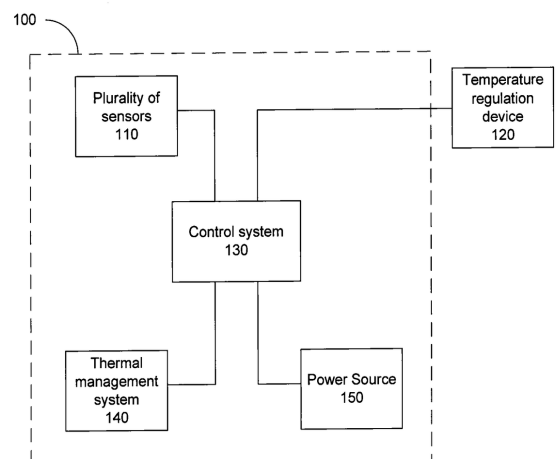 100
Plurality of
sensors
110
Temperature
regulation
device
120
Control system
130
Thermal
management
system
140
Power Source
150